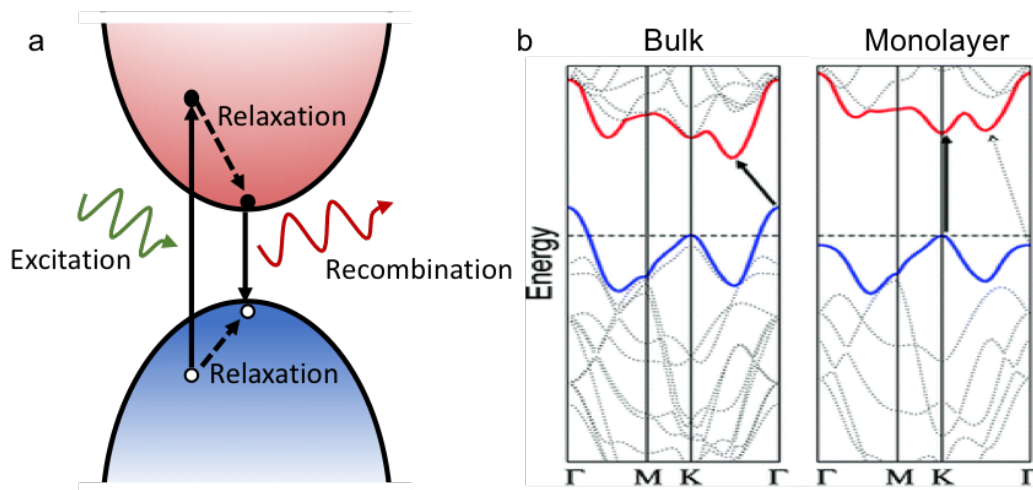 a
Relaxation
Excitation
Recombination
Relaxation
b
Bulk
Monolayer
Energy
Γ M K Γ
Γ M K Γ